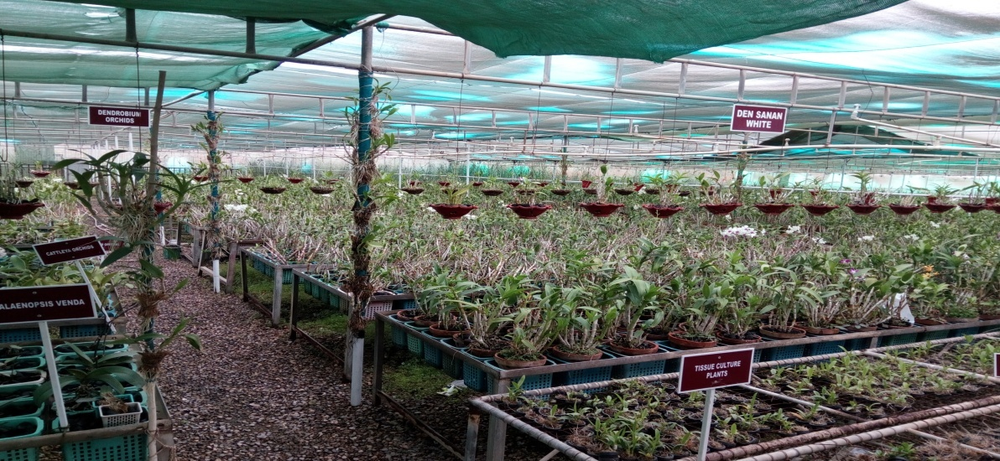 DENDROBIUM
ORCHIDS
DEN SANAN
WHITE
CATTLEYA ORCHIDS
ALAENOPSIS VENDA
TISSUE CULTURE
PLANTS